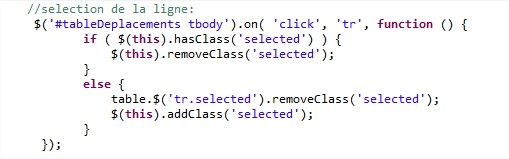 //selection de la ligne:
$('#tableDeplacements tbody').on( 'click', 'tr', function () {
if ( $(this).hasClass('selected') ) {
$(this).removeClass('selected');
}
else {
table.$('tr.selected').removeClass('selected');
$(this).addClass('selected');
}
});